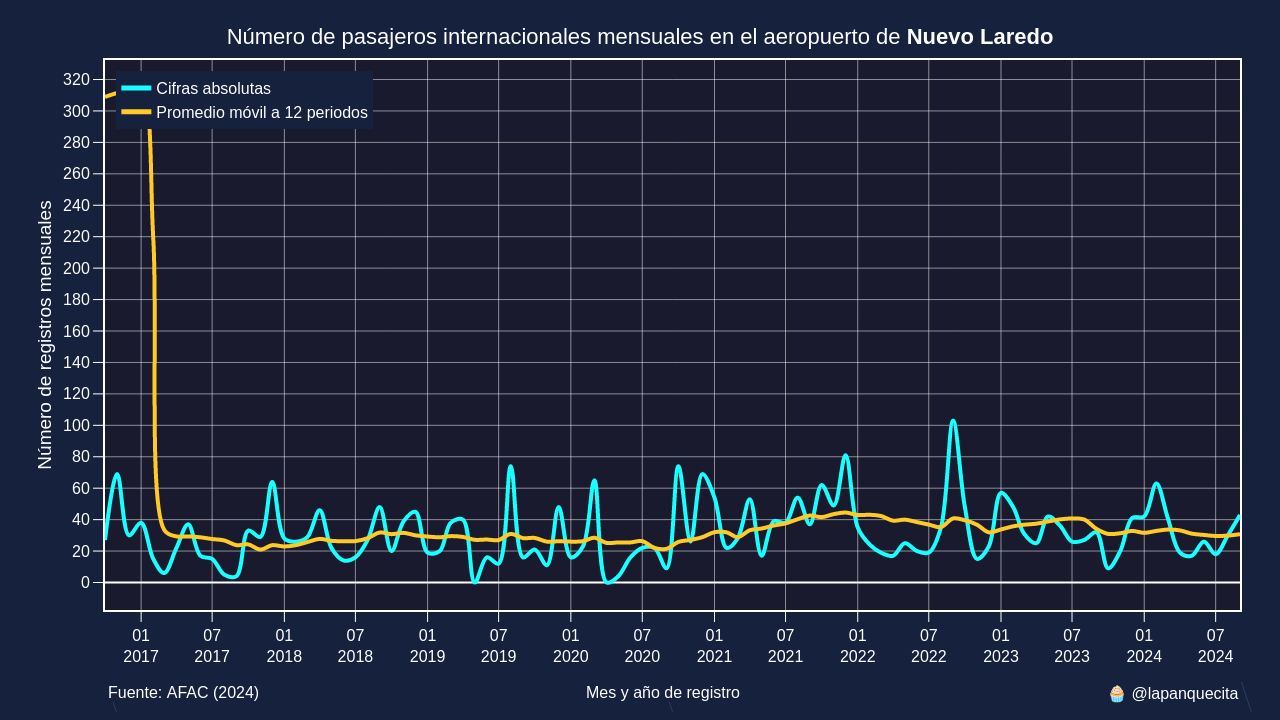 Número de pasajeros internacionales mensuales en el aeropuerto de Nuevo Laredo
Cifras absolutas
Promedio móvil a 12 periodos
Número de registros mensuales
320
300
280
260
240
220
200
180
160
140
120
100
80
60
40
20
0
01 07 01 07 01 07 01 07 01 07 01 07 01 07 01 07
2017 2017 2018 2018 2019 2019 2020 2020 2021 2021 2022 2022 2023 2023 2024 2024
Fuente: AFAC (2024) Mes y año de registro 🧁 @lapanquecita